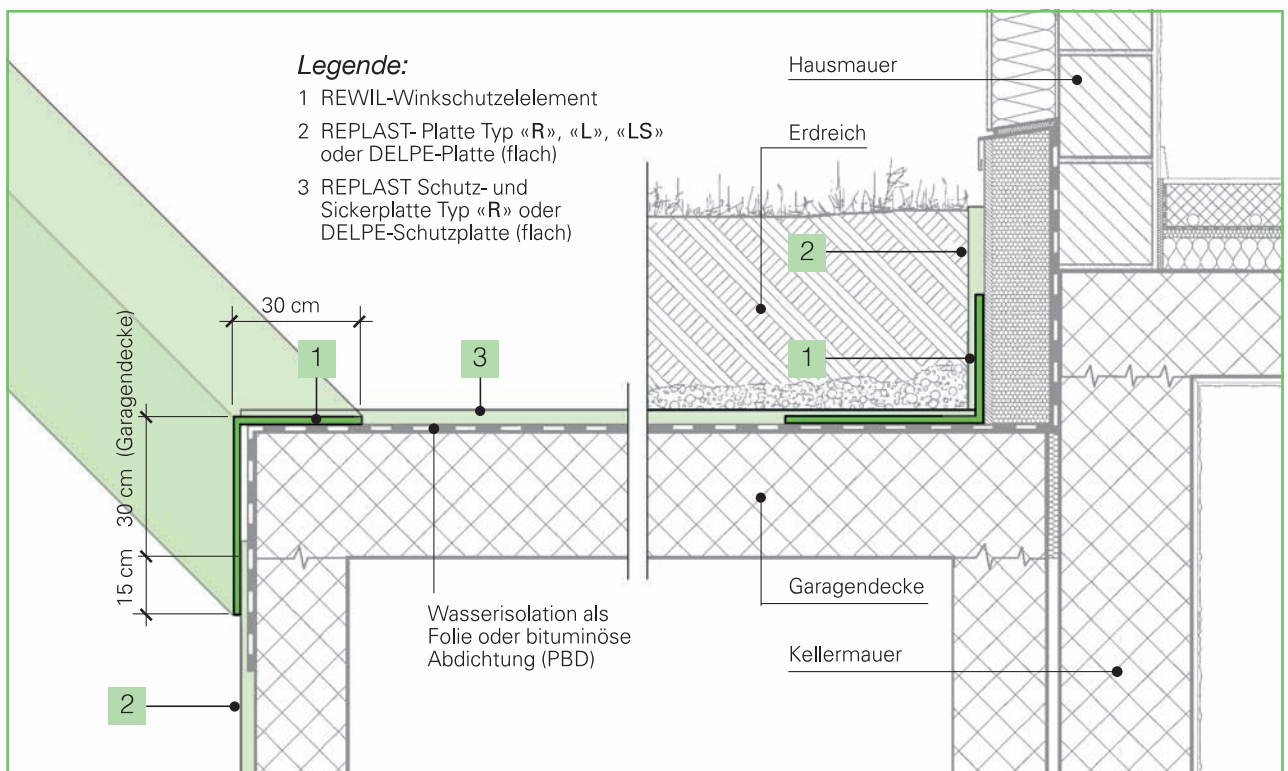 Legende:
1 REWIL-Winkschutzelelement
2 REPLAST- Platte Typ «R», «L», «LS»
oder DELPE-Platte (flach)
3 REPLAST Schutz- und
Sickerplatte Typ «R» oder
DELPE-Schutzplatte (flach)
Hausmauer
Erdreich
2
30 cm
1
3
1
30 cm (Garagendecke)
15 cm
Wasserisolation als
Folie oder bituminöse
Abdichtung (PBD)
Garagendecke
Kellermauer
2